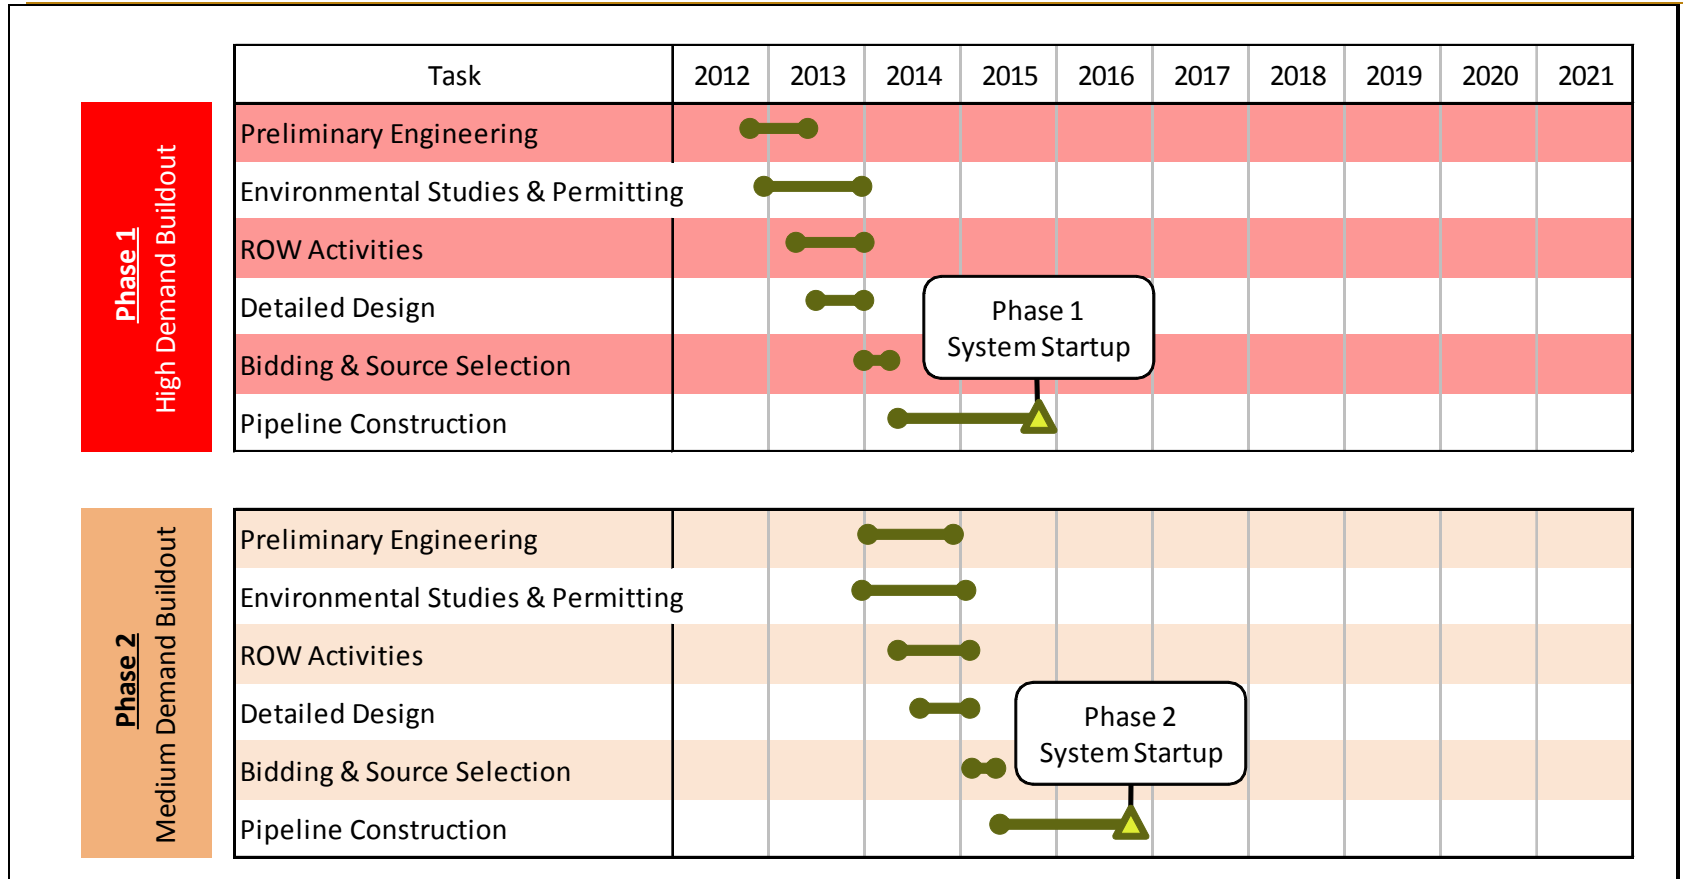 Task 2012 2013 2014 2015 2016 2017 2018 2019 2020 2021
Phase 1
High Demand Buildout
Preliminary Engineering
Environmental Studies & Permitting
ROW Activities
Detailed Design
Bidding & Source Selection
Pipeline Construction
Phase 1
System Startup
Phase 2
Medium Demand Buildout
Preliminary Engineering
Environmental Studies & Permitting
ROW Activities
Detailed Design
Bidding & Source Selection
Pipeline Construction
Phase 2
System Startup